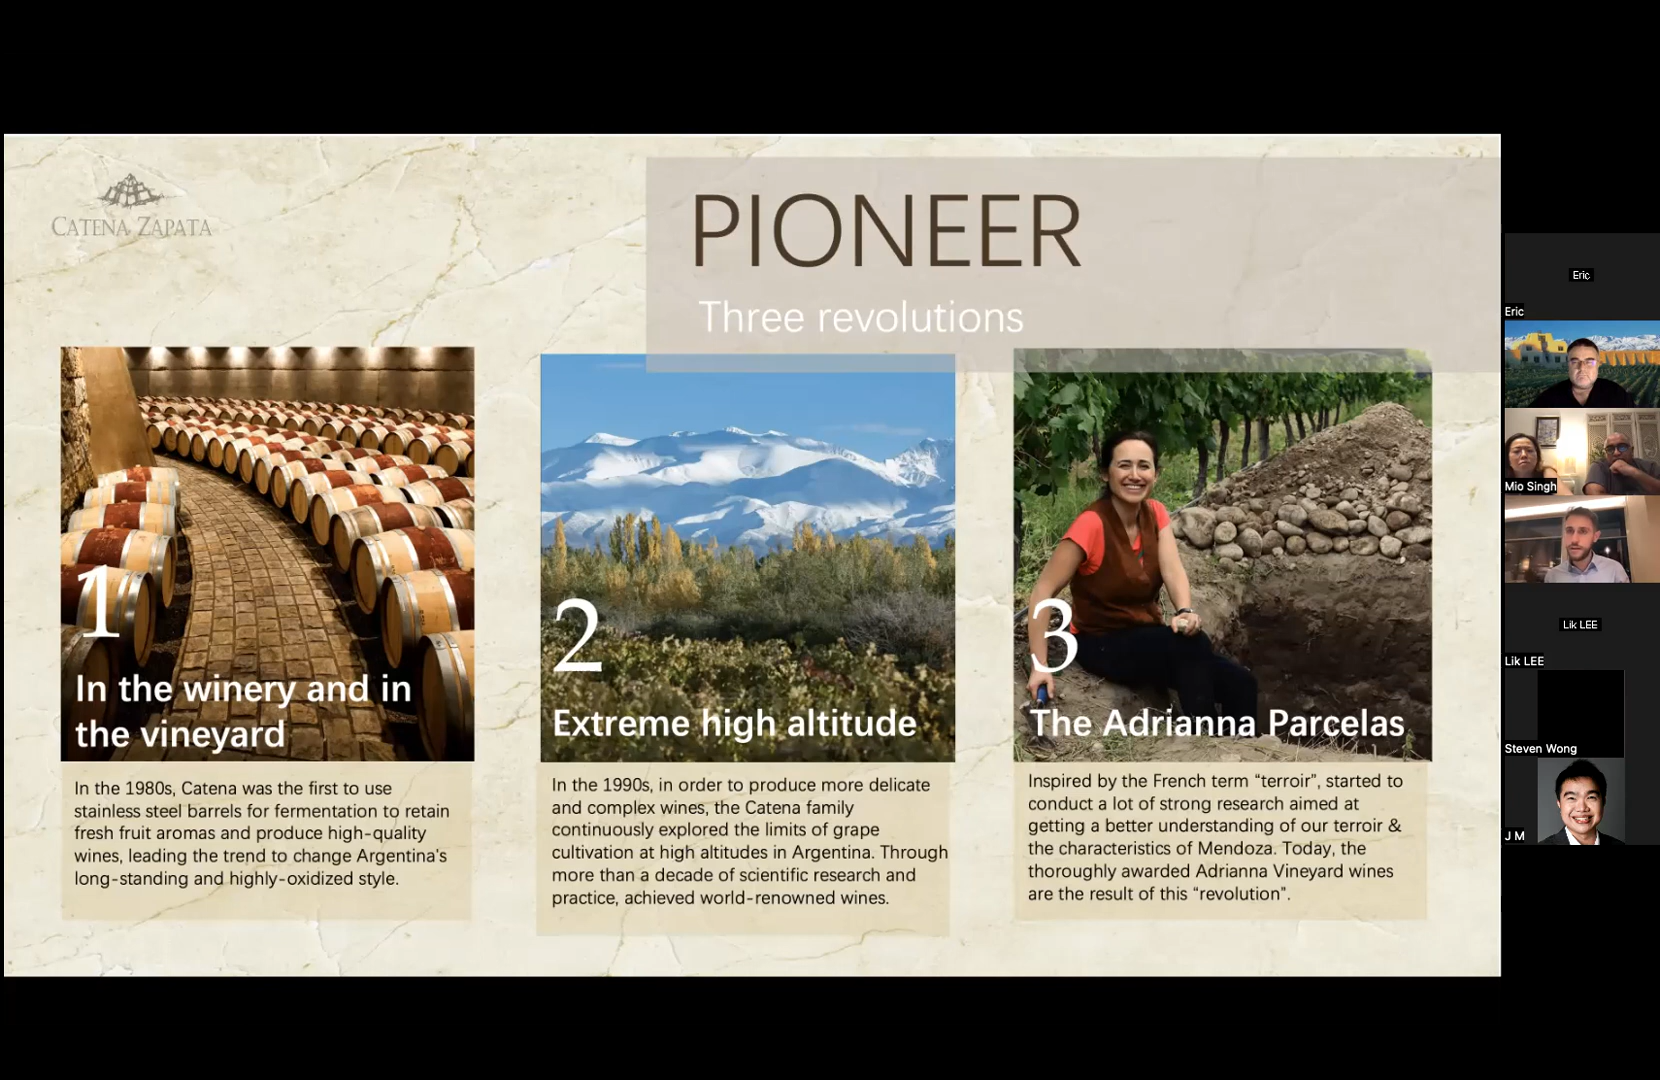 CATENA ZAPATA
PIONEER
Three revolutions
1
In the winery and in
the vineyard
In the 1980s, Catena was the first to use
stainless steel barrels for fermentation to retain
fresh fruit aromas and produce high-quality
wines, leading the trend to change Argentina's
long-standing and highly-oxidized style.
2
Extreme high altitude
In the 1990s, in order to produce more delicate
and complex wines, the Catena family
continuously explored the limits of grape
cultivation at high altitudes in Argentina. Through
more than a decade of scientific research and
practice, achieved world-renowned wines.
3
The Adrianna Parcelas
Inspired by the French term “terroir”, started to
conduct a lot of strong research aimed at
getting a better understanding of our terroir &
the characteristics of Mendoza. Today, the
thoroughly awarded Adrianna Vineyard wines
are the result of this “revolution”.
Eric
Eric
Mio Singh
Lik LEE
Lik LEE
Steven Wong
J M